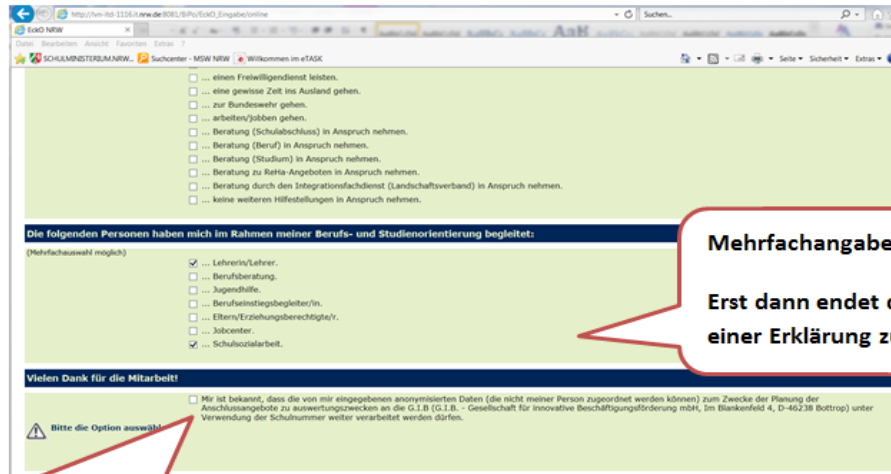 http://lvn-itd-1116.it.nrw.de:8081/BiPo/EckO_Eingabe/online
Suchen...
EckO NRW
Datei Bearbeiten Ansicht Favoriten Extras ?
SCHULMINISTERIUM.NRW... Suchcenter - MSW NRW Willkommen im eTASK
Seite Sicherheit Extras
... einen Freiwilligendienst leisten.
... eine gewisse Zeit ins Ausland gehen.
... zur Bundeswehr gehen.
... arbeiten/jobben gehen.
... Beratung (Schulabschluss) in Anspruch nehmen.
... Beratung (Beruf) in Anspruch nehmen.
... Beratung (Studium) in Anspruch nehmen.
... Beratung zu ReHa-Angeboten in Anspruch nehmen.
... Beratung durch den Integrationsfachdienst (Landschaftsverband) in Anspruch nehmen.
... keine weiteren Hilfestellungen in Anspruch nehmen.
Die folgenden Personen haben mich im Rahmen meiner Berufs- und Studienorientierung begleitet:
(Mehrfachauswahl möglich)
... Lehrerin/Lehrer.
... Berufsberatung.
... Jugendhilfe.
... Berufseinstiegsbegleiter/in.
... Eltern/Erziehungsberechtigte/r.
... Jobcenter.
... Schulsozialarbeit.
Mehrfachangabe
Erst dann endet
einer Erklärung
Vielen Dank für die Mitarbeit!
Mir ist bekannt, dass die von mir eingegebenen anonymisierten Daten (die nicht meiner Person zugeordnet werden können) zum Zwecke der Planung der
Anschlussangebote zu auswertungszwecken an die G.I.B (G.I.B. - Gesellschaft für innovative Beschäftigungsförderung mbH, Im Blankenfeld 4, D-46238 Bottrop) unter
Verwendung der Schulnummer weiter verarbeitet werden dürfen.
Bitte die Option auswähl